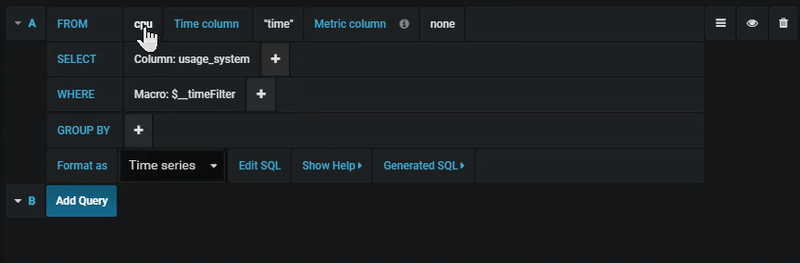 A FROM cpu Time column "time" Metric column none
SELECT Column: usage_system +
WHERE Macro: $__timeFilter +
GROUP BY +
Format as Time series Edit SQL Show Help Generated SQL
B Add Query